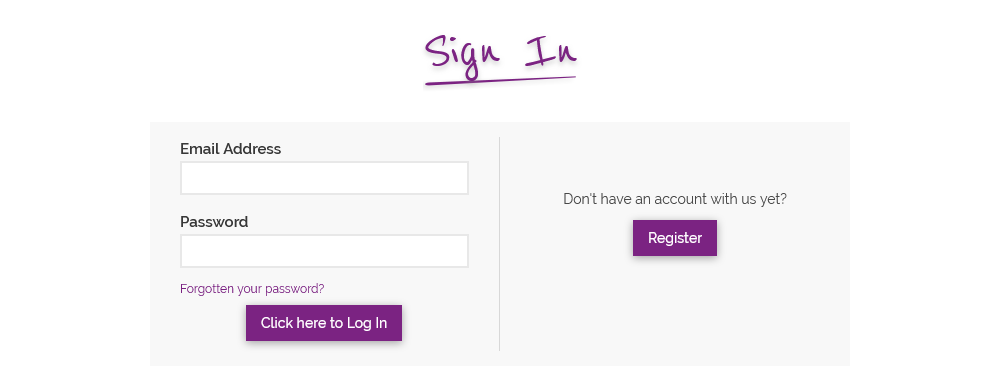 Sign In
Email Address
Password
Forgotten your password?
Click here to Log In
Don't have an account with us yet?
Register